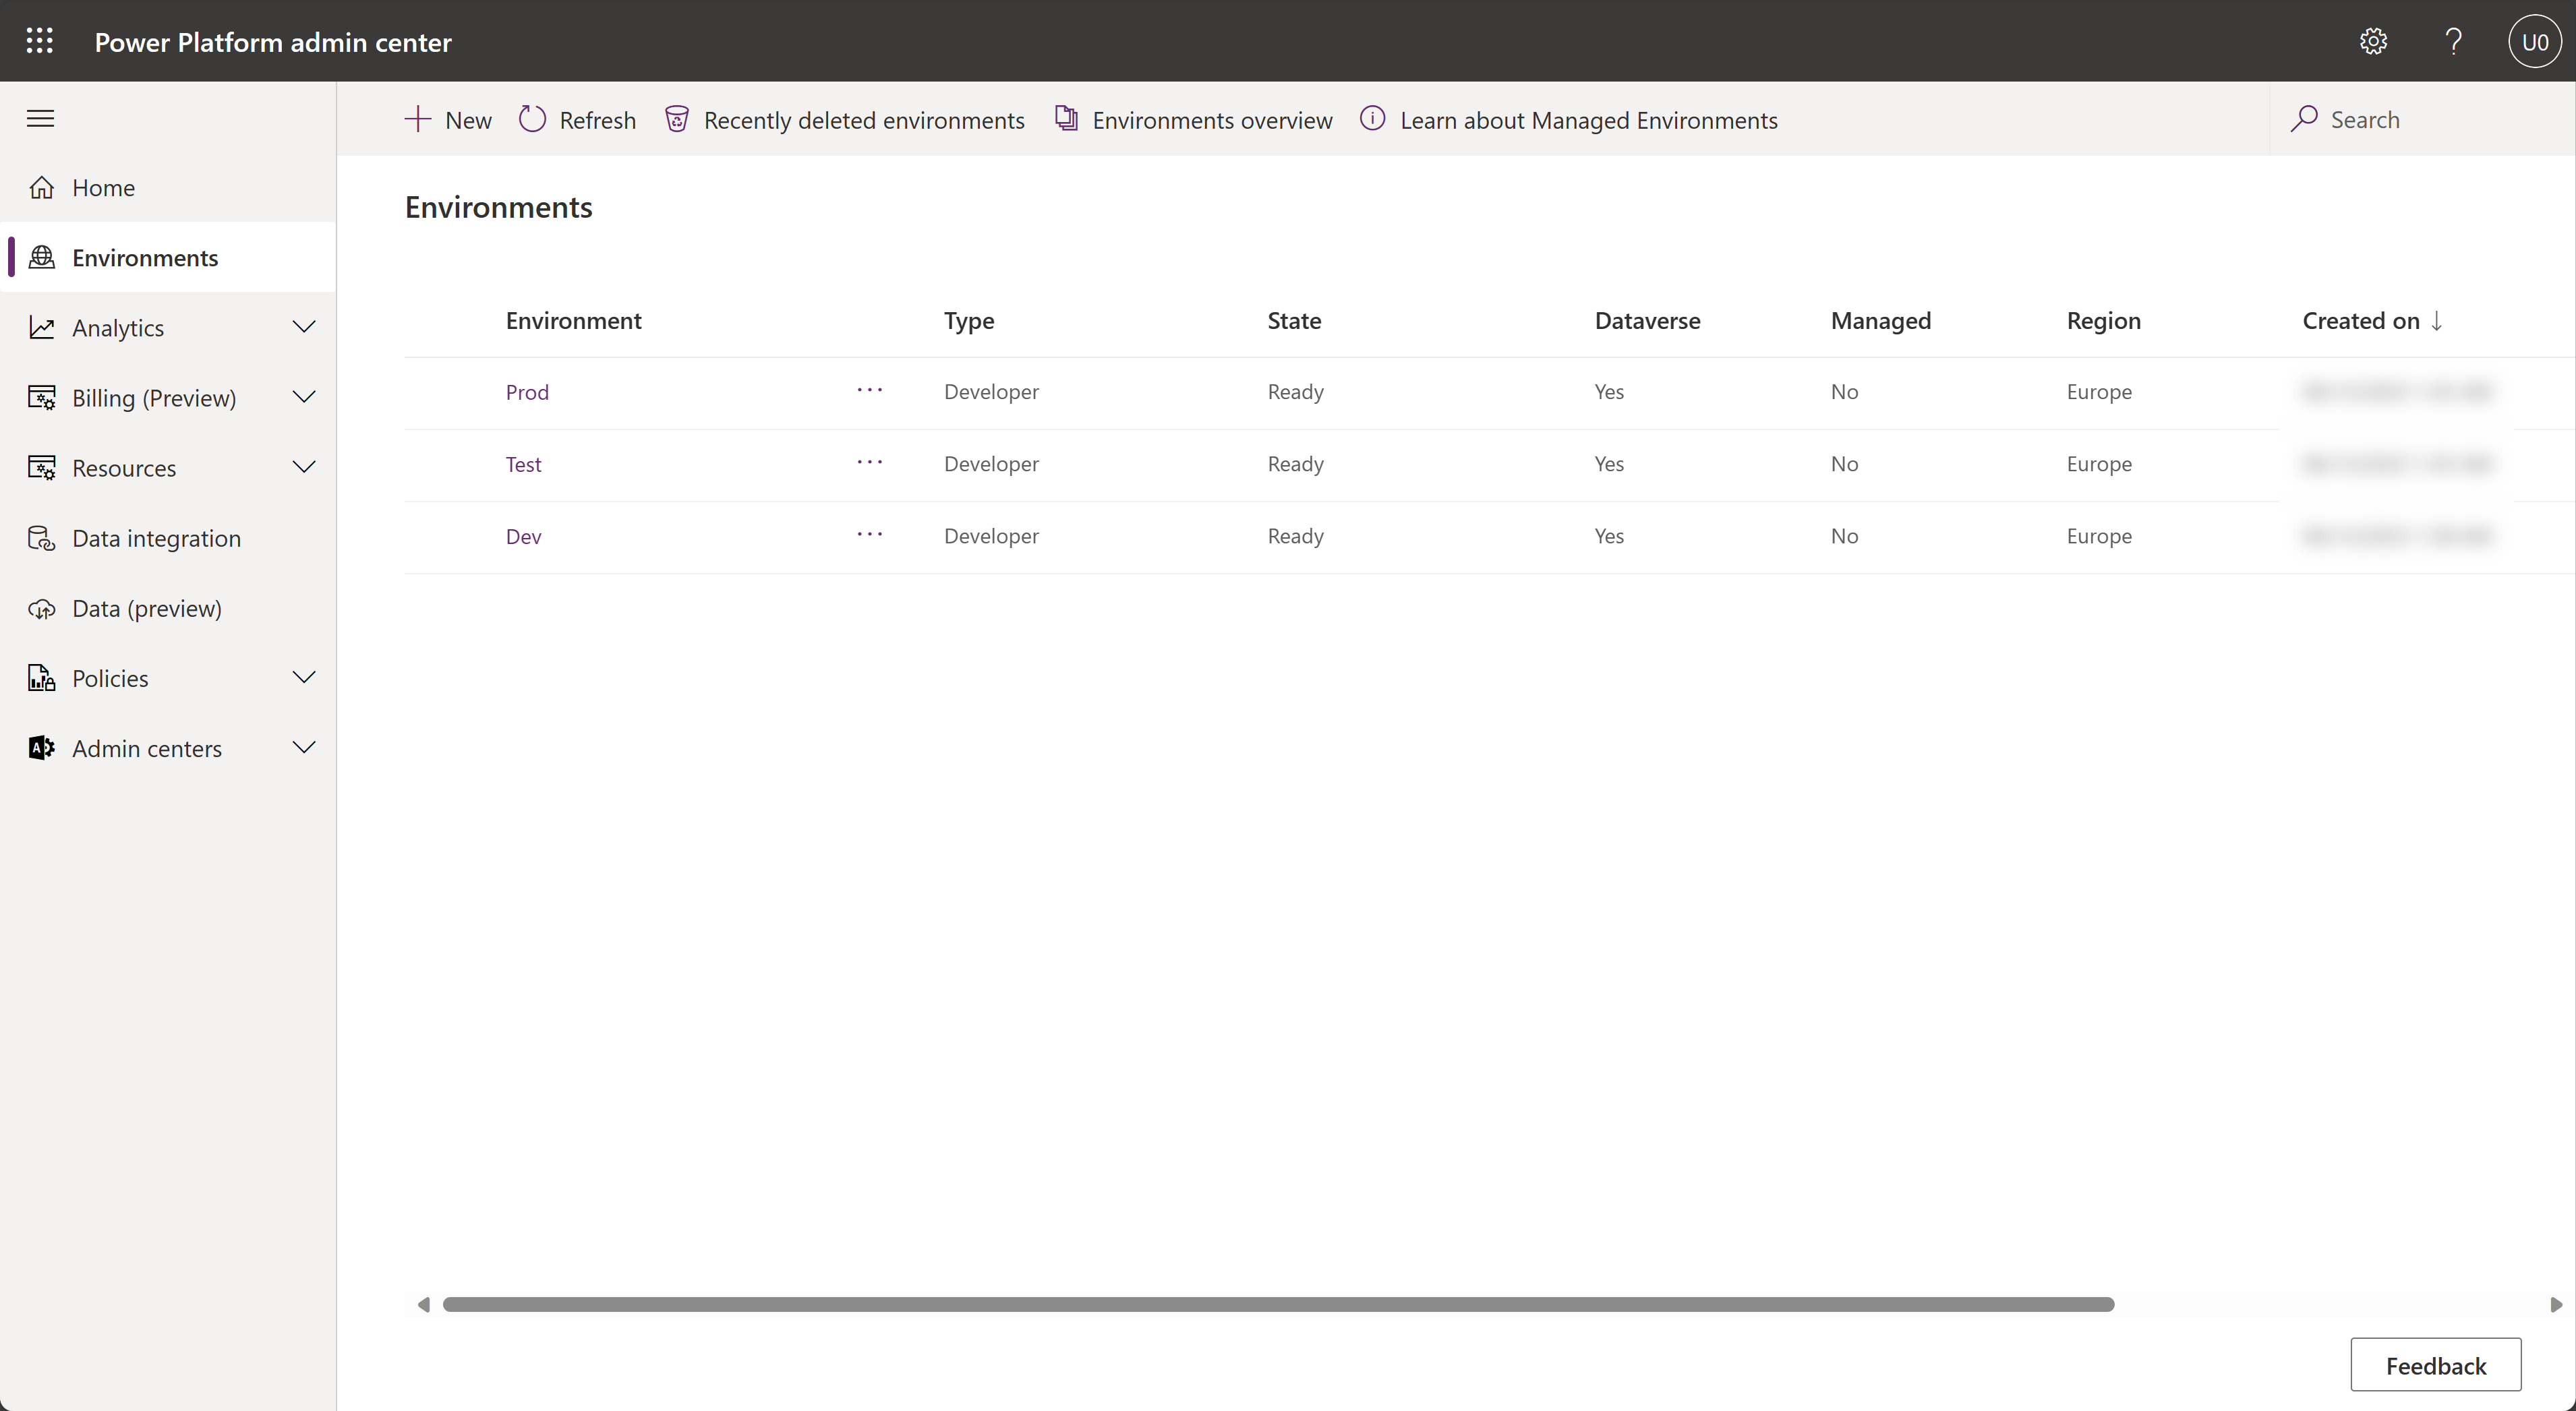 Power Platform admin center
U0
New Refresh Recently deleted environments Environments overview Learn about Managed Environments Search
Home
Environments
Analytics
Billing (Preview)
Resources
Data integration
Data (preview)
Policies
Admin centers
Environments
Environment Type State Dataverse Managed Region Created on
Prod ... Developer Ready Yes No Europe
Test ... Developer Ready Yes No Europe
Dev ... Developer Ready Yes No Europe
Feedback